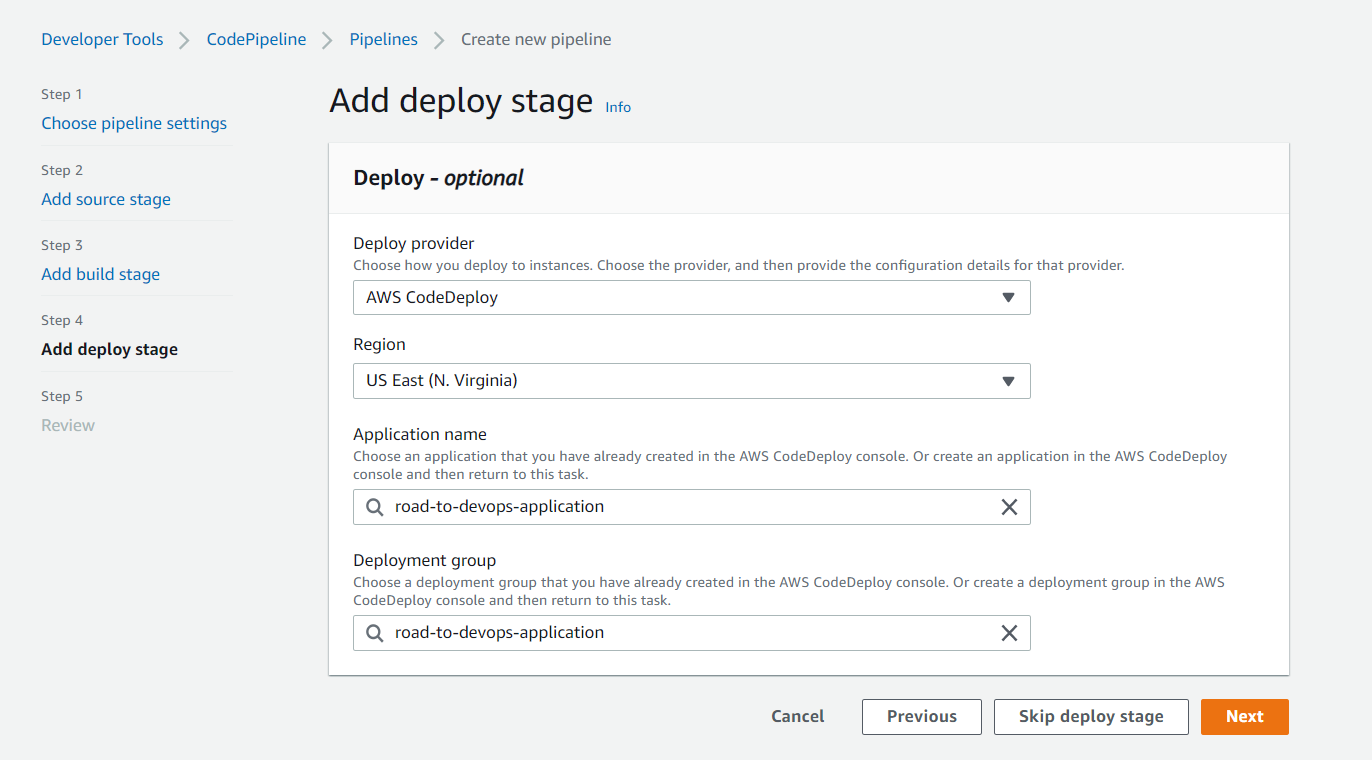 Developer Tools > CodePipeline > Pipelines > Create new pipeline
Step 1
Choose pipeline settings
Step 2
Add source stage
Step 3
Add build stage
Step 4
Add deploy stage
Step 5
Review
Add deploy stage Info
Deploy - optional
Deploy provider
Choose how you deploy to instances. Choose the provider, and then provide the configuration details for that provider.
AWS CodeDeploy
Region
US East (N. Virginia)
Application name
Choose an application that you have already created in the AWS CodeDeploy console. Or create an application in the AWS CodeDeploy
console and then return to this task.
road-to-devops-application
Deployment group
Choose a deployment group that you have already created in the AWS CodeDeploy console. Or create a deployment group in the AWS
CodeDeploy console and then return to this task.
road-to-devops-application
Cancel Previous Skip deploy stage Next